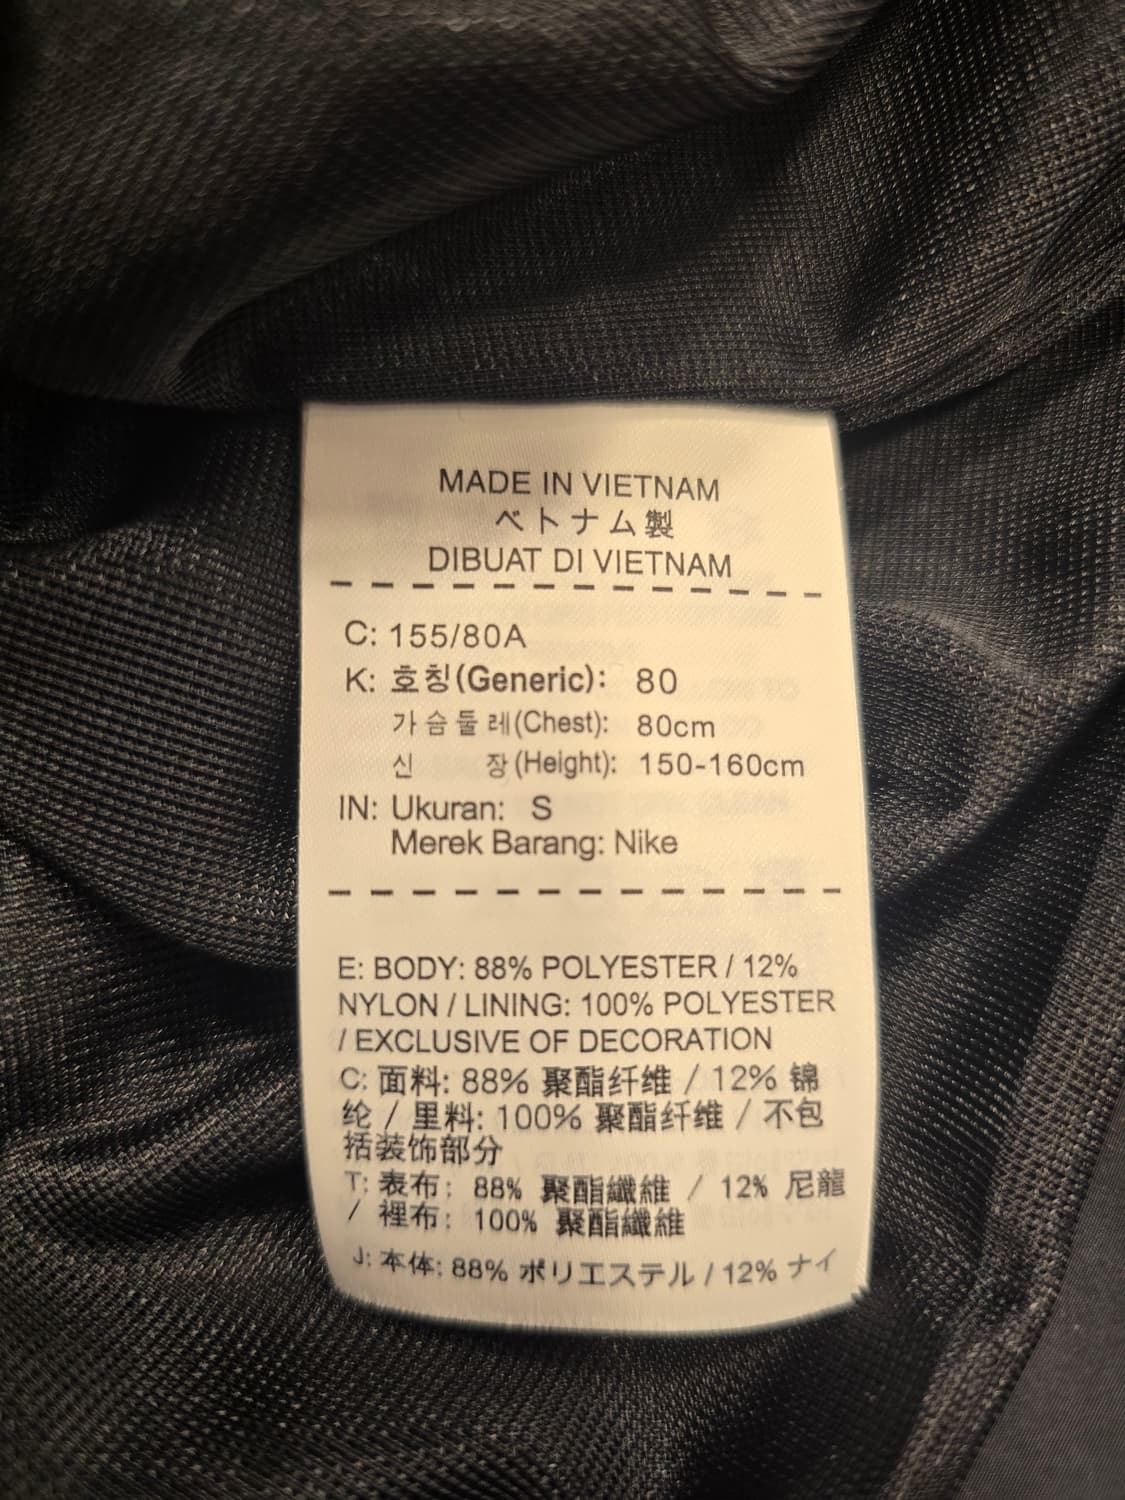 MADE IN VIETNAM
ベトナム製
DIBUAT DI VIETNAM
C: 155/80A
K: 호칭(Generic): 80
가슴둘레(Chest): 80cm
신 장(Height): 150-160cm
IN: Ukuran: S
Merek Barang: Nike
E: BODY: 88% POLYESTER / 12%
NYLON / LINING: 100% POLYESTER
/ EXCLUSIVE OF DECORATION
C: 面料: 88% 聚酯纤维 / 12% 锦
纶 / 里料: 100% 聚酯纤维 / 不包
括装饰部分
T: 表布: 88% 聚酯纖維 / 12% 尼龍
/ 裡布: 100% 聚酯纖維
J: 本体: 88% ポリエステル / 12% ナイ